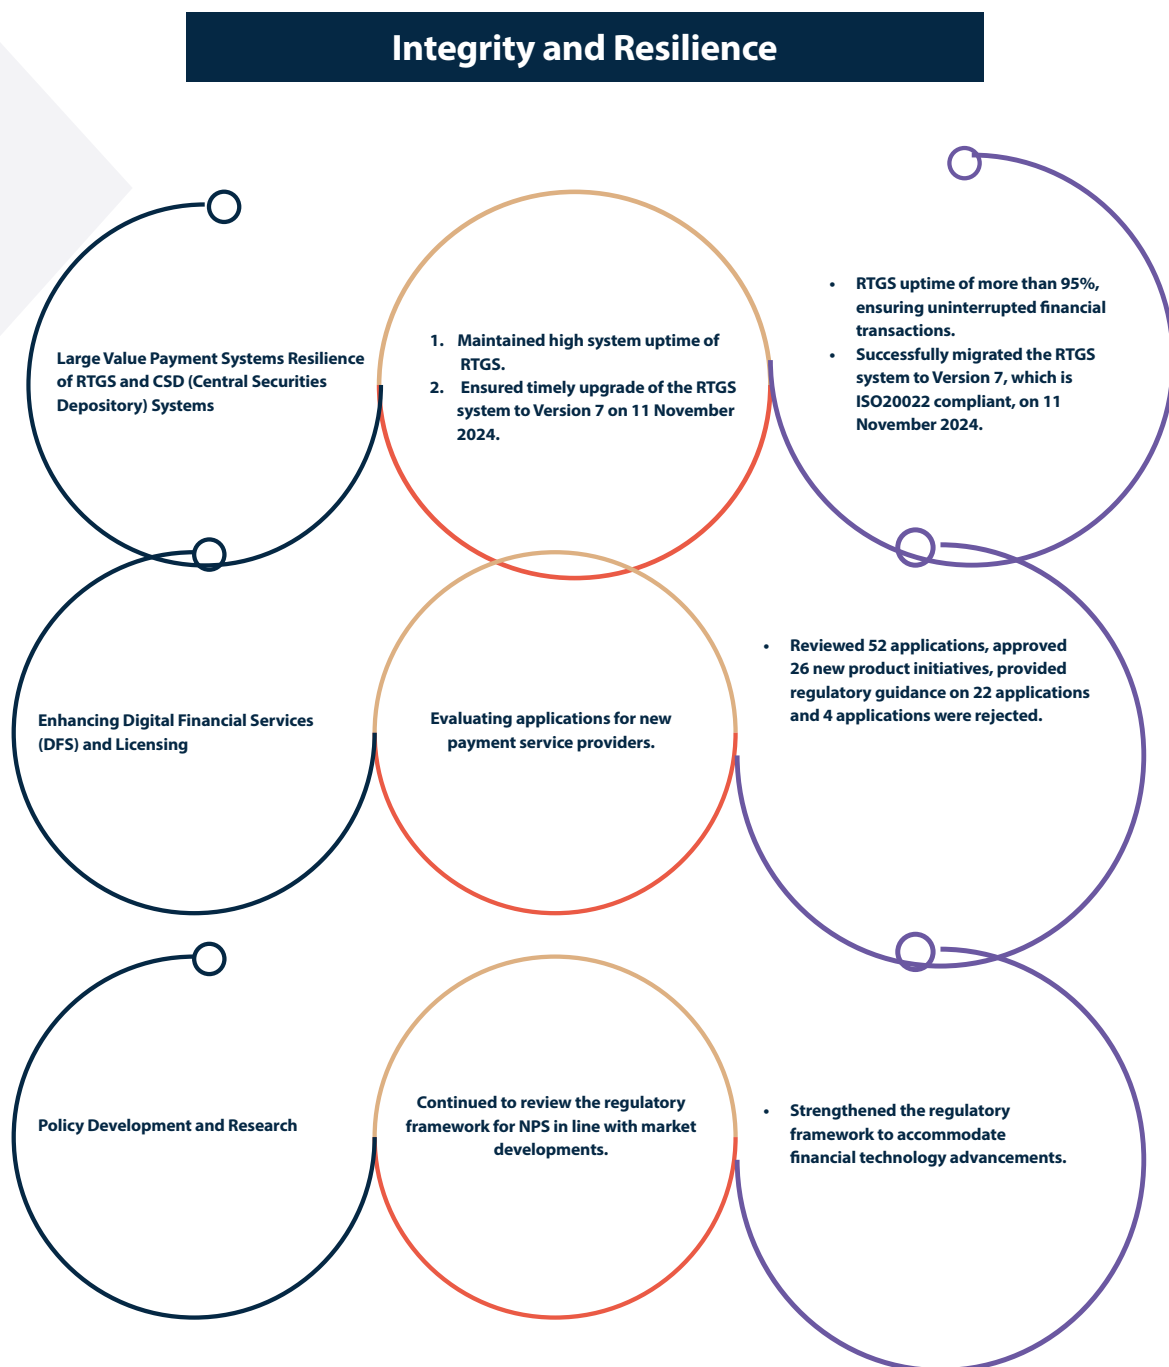 Integrity and Resilience
Large Value Payment Systems Resilience
of RTGS and CSD (Central Securities
Depository) Systems
1. Maintained high system uptime of
RTGS.
2. Ensured timely upgrade of the RTGS
system to Version 7 on 11 November
2024.
• RTGS uptime of more than 95%,
ensuring uninterrupted financial
transactions.
• Successfully migrated the RTGS
system to Version 7, which is
ISO20022 compliant, on 11
November 2024.
Enhancing Digital Financial Services
(DFS) and Licensing
Evaluating applications for new
payment service providers.
• Reviewed 52 applications, approved
26 new product initiatives, provided
regulatory guidance on 22 applications
and 4 applications were rejected.
Policy Development and Research
Continued to review the regulatory
framework for NPS in line with market
developments.
• Strengthened the regulatory
framework to accommodate
financial technology advancements.